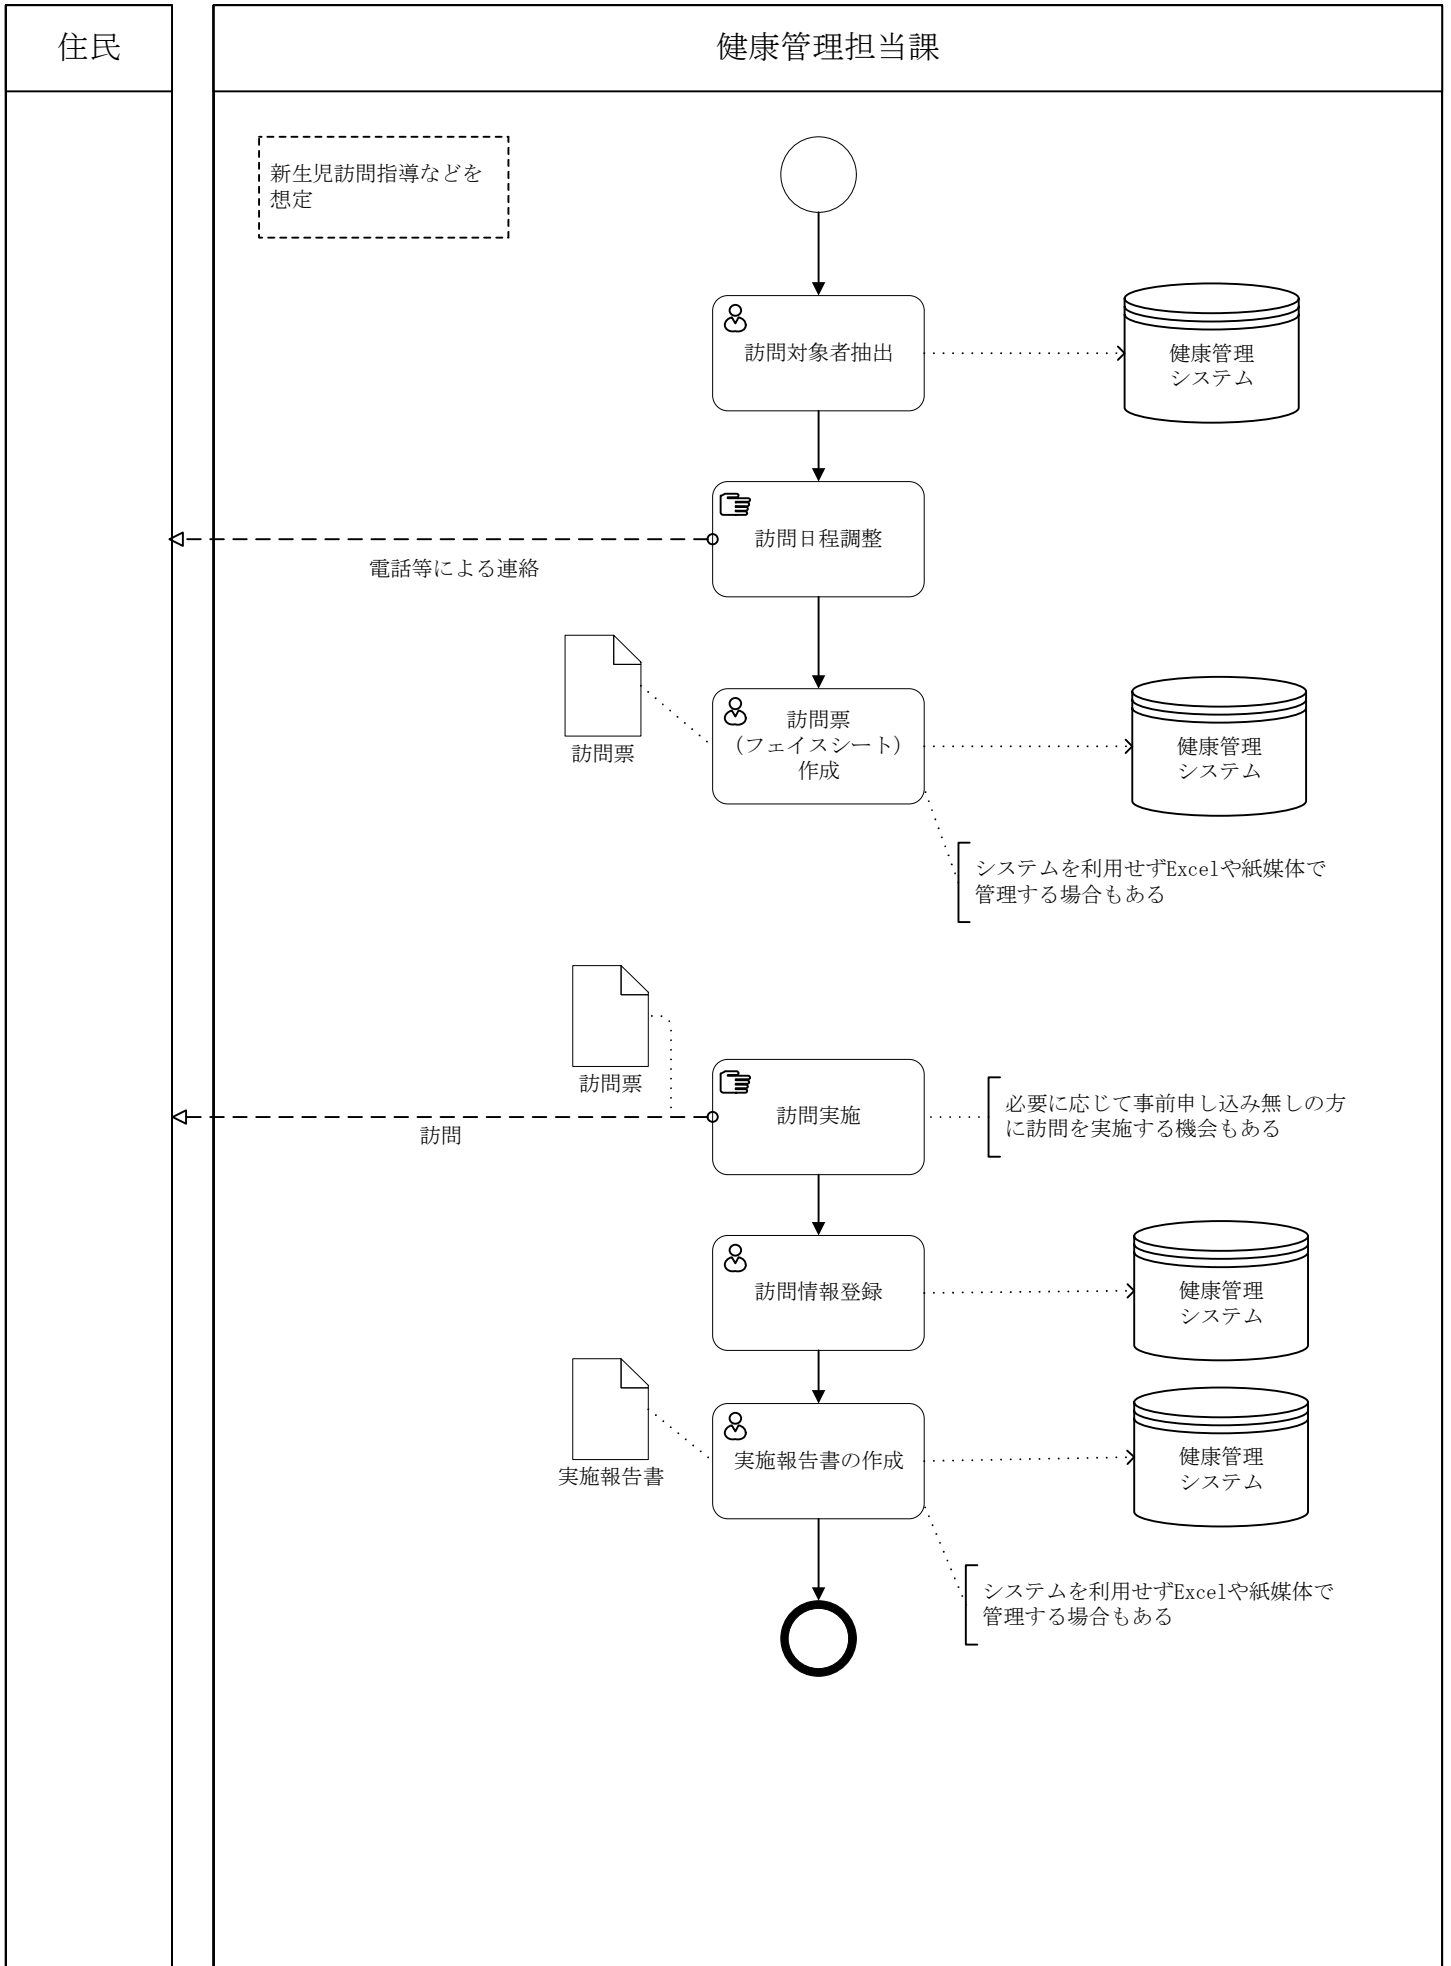 住民
健康管理担当課
新生児訪問指導などを
想定
訪問対象者抽出
健康管理
システム
訪問日程調整
電話等による連絡
訪問票
訪問票
（フェイスシート）
作成
健康管理
システム
システムを利用せずExcelや紙媒体で
管理する場合もある
訪問票
訪問実施
訪問
必要に応じて事前申し込み無しの方
に訪問を実施する機会もある
訪問情報登録
健康管理
システム
実施報告書
実施報告書の作成
健康管理
システム
システムを利用せずExcelや紙媒体で
管理する場合もある